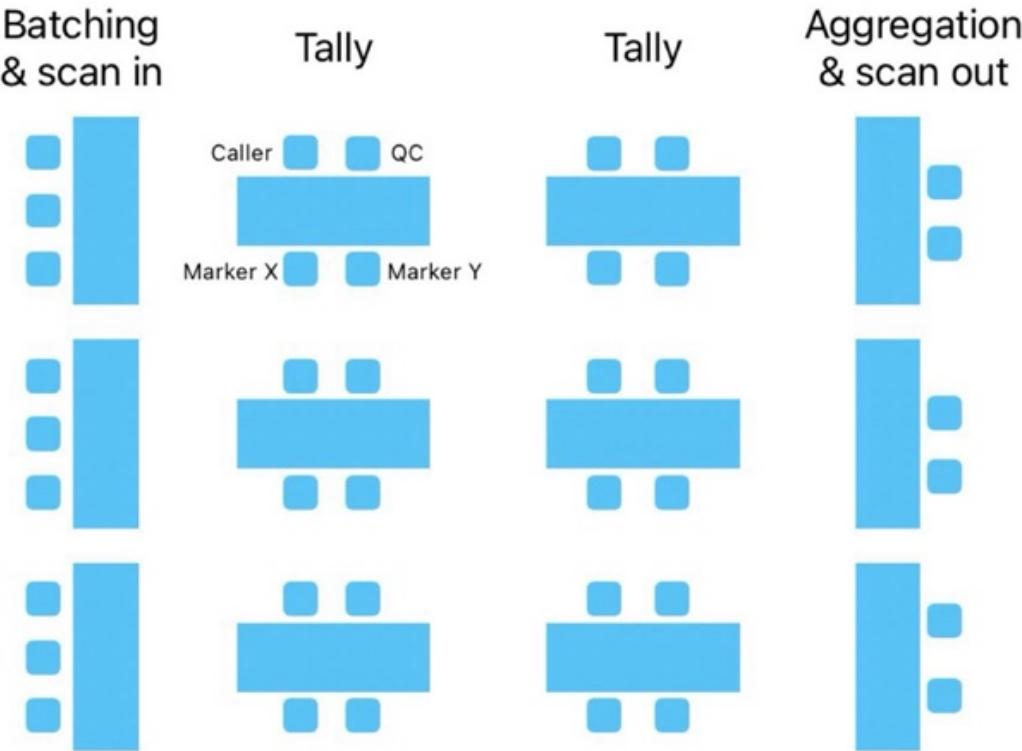 Batching
& scan in
Tally
Tally
Aggregation
& scan out
Caller
QC
Marker X
Marker Y